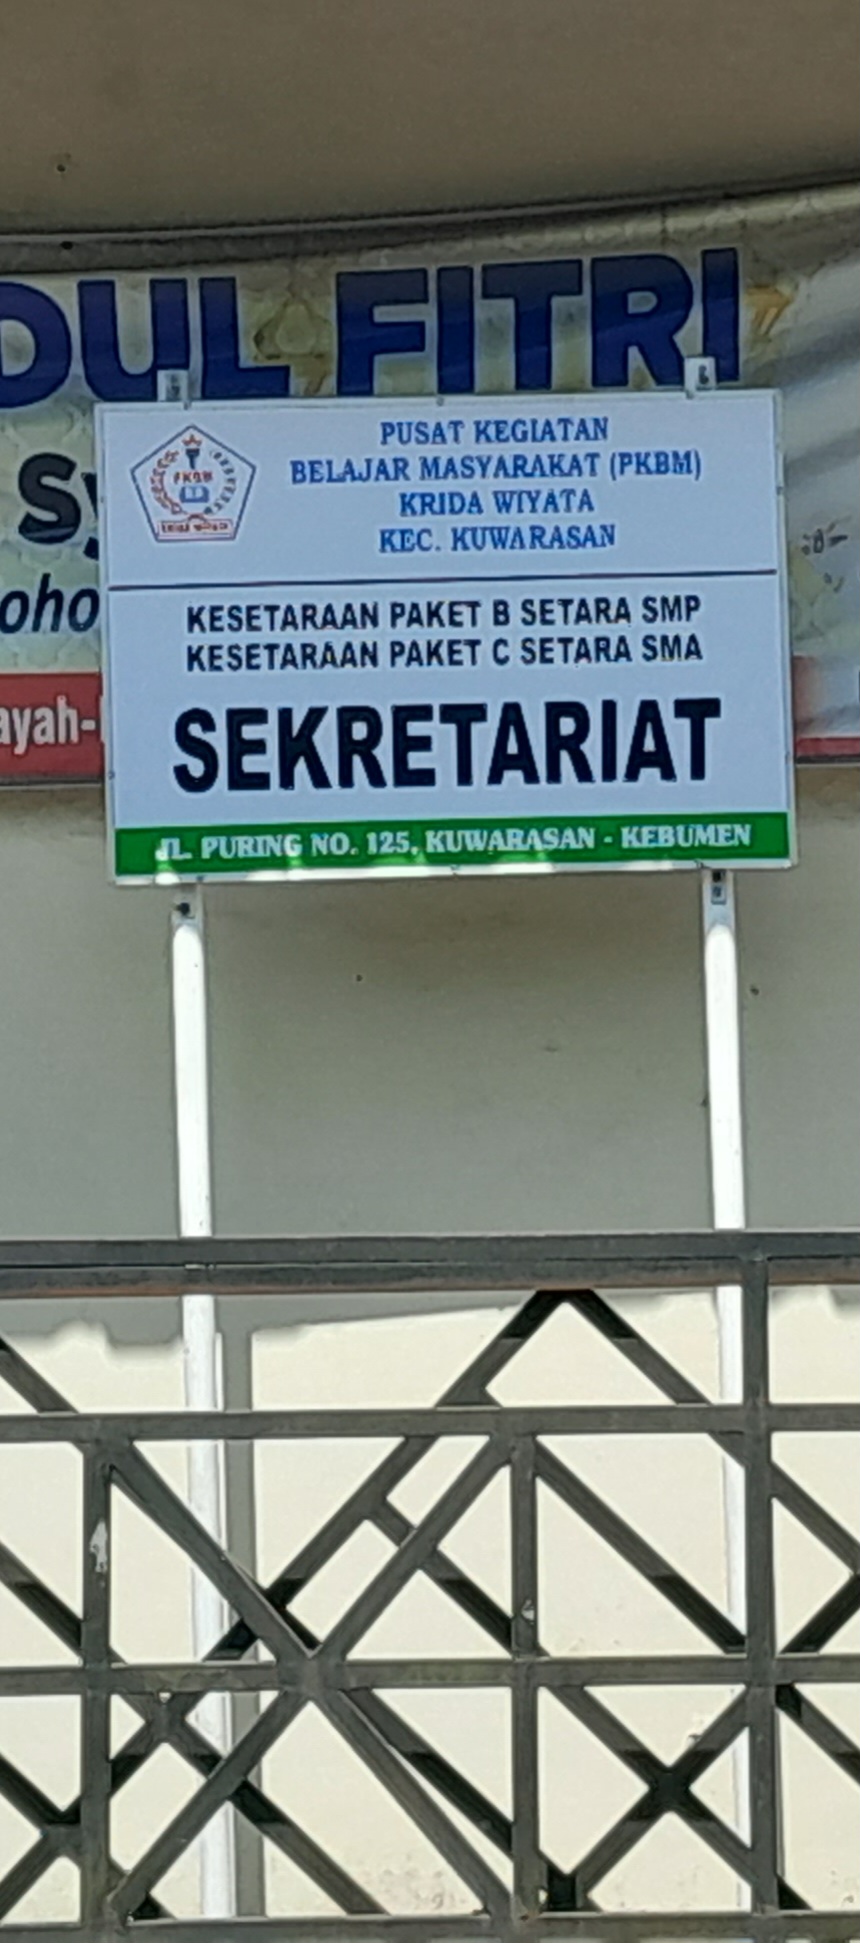 DUL FITRI
PKBM
PUSAT KEGIATAN
BELAJAR MASYARAKAT (PKBM)
KRIDA WIYATA
KEC. KUWARASAN
KESETARAAN PAKET B SETARA SMP
KESETARAAN PAKET C SETARA SMA
SEKRETARIAT
JL. PURING NO. 125, KUWARASAN - KEBUMEN
Sy
oho
ayah-